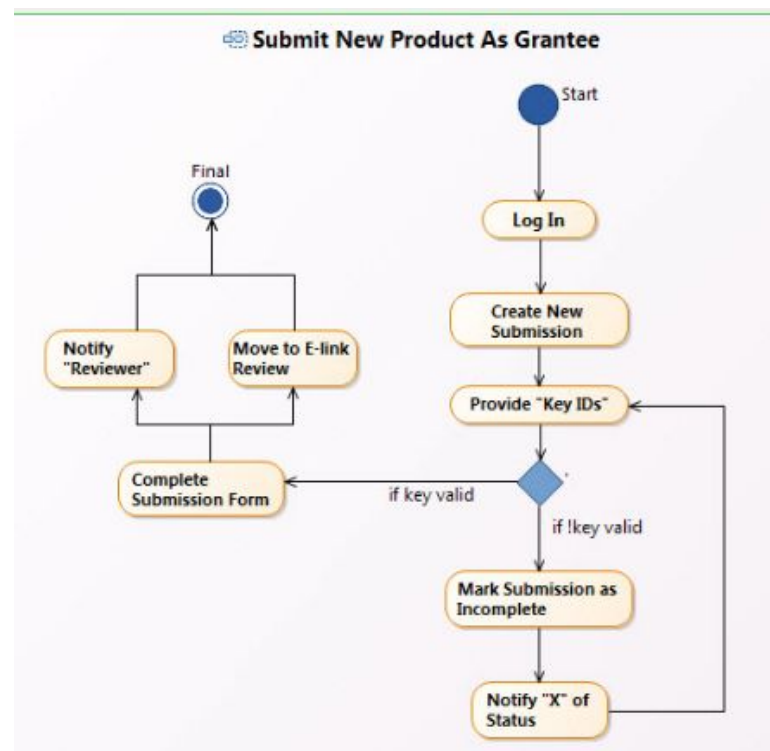 Submit New Product As Grantee
Start
Final
Log In
Create New
Submission
Notify
"Reviewer"
Move to E-link
Review
Provide "Key IDs"
Complete
Submission Form
if key valid
if !key valid
Mark Submission as
Incomplete
Notify "X" of
Status